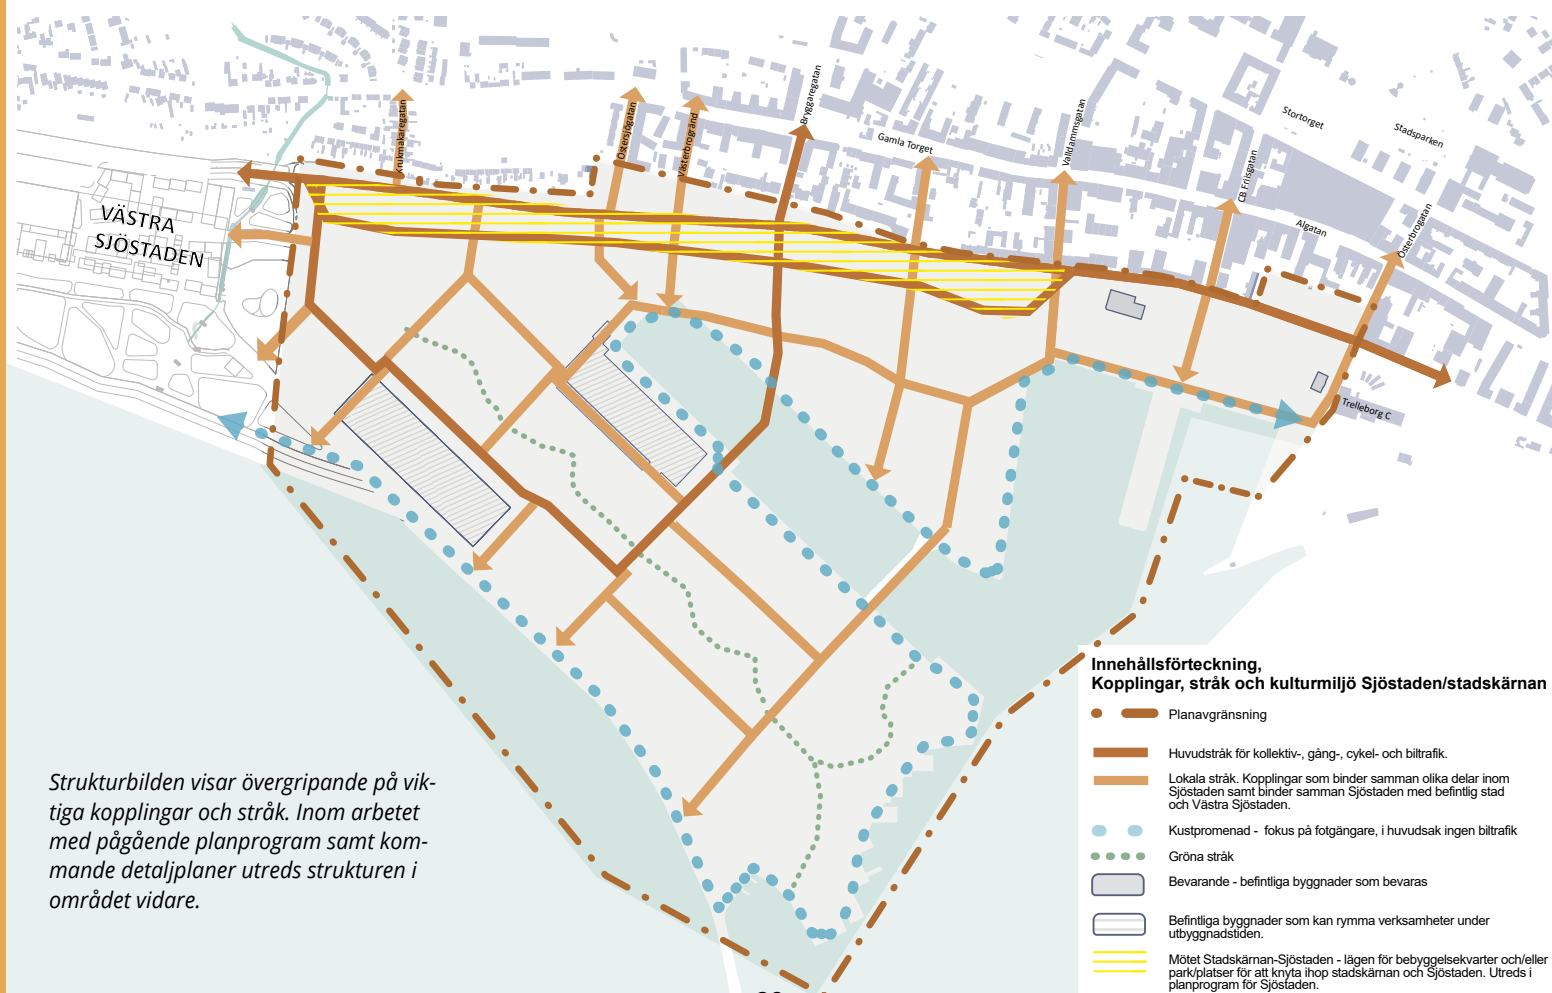 Krukmakaregatan
Östersjögatan
Västerbrogränd
Bryggaregatan
Gamla Torget
Valldammsgatan
CB Friisgatan
Stortorget
Stadsparken
Algatan
Österbrogatan
Trelleborg C
VÄSTRA
SJÖSTADEN
Strukturbilden visar övergripande på vik-
tiga kopplingar och stråk. Inom arbetet
med pågående planprogram samt kom-
mande detaljplaner utreds strukturen i
området vidare.
Innehållsförteckning,
Kopplingar, stråk och kulturmiljö Sjöstaden/stadskärnan
Planavgränsning
Huvudstråk för kollektiv-, gång-, cykel- och biltrafik.
Lokala stråk. Kopplingar som binder samman olika delar inom
Sjöstaden samt binder samman Sjöstaden med befintlig stad
och Västra Sjöstaden.
Kustpromenad - fokus på fotgängare, i huvudsak ingen biltrafik
Gröna stråk
Bevarande - befintliga byggnader som bevaras
Befintliga byggnader som kan rymma verksamheter under
utbyggnadstiden.
Mötet Stadskärnan-Sjöstaden - lägen för bebyggelsekvarter och/eller
park/platser för att knyta ihop stadskärnan och Sjöstaden. Utreds i
planprogram för Sjöstaden.